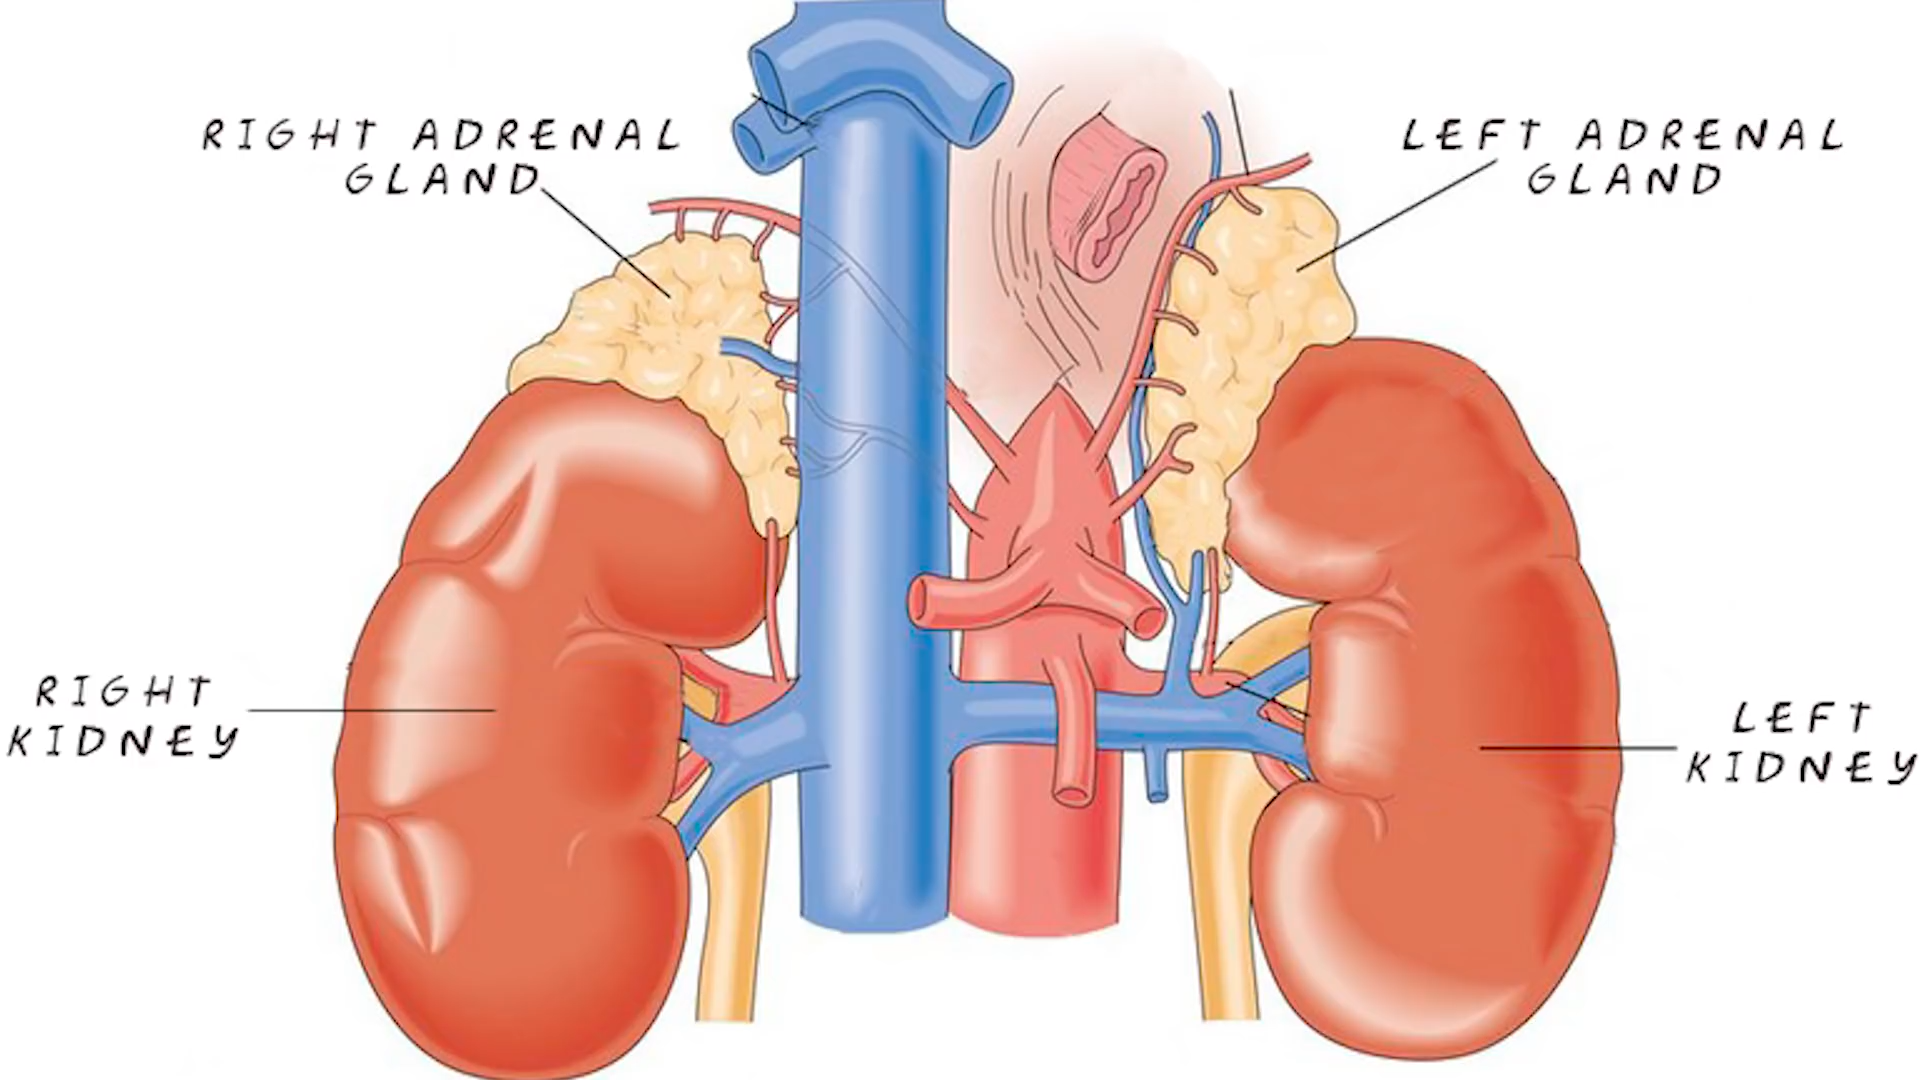 RIGHT ADRENAL
GLAND
LEFT ADRENAL
GLAND
RIGHT
KIDNEY
LEFT
KIDNEY